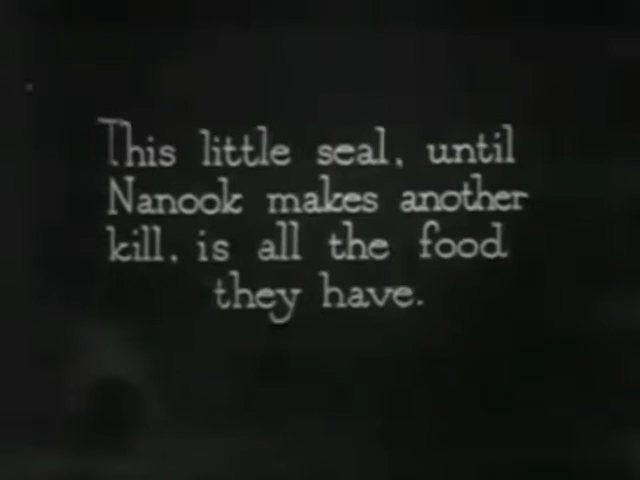 This little seal, until
Nanook makes another
kill, is all the food
they have.